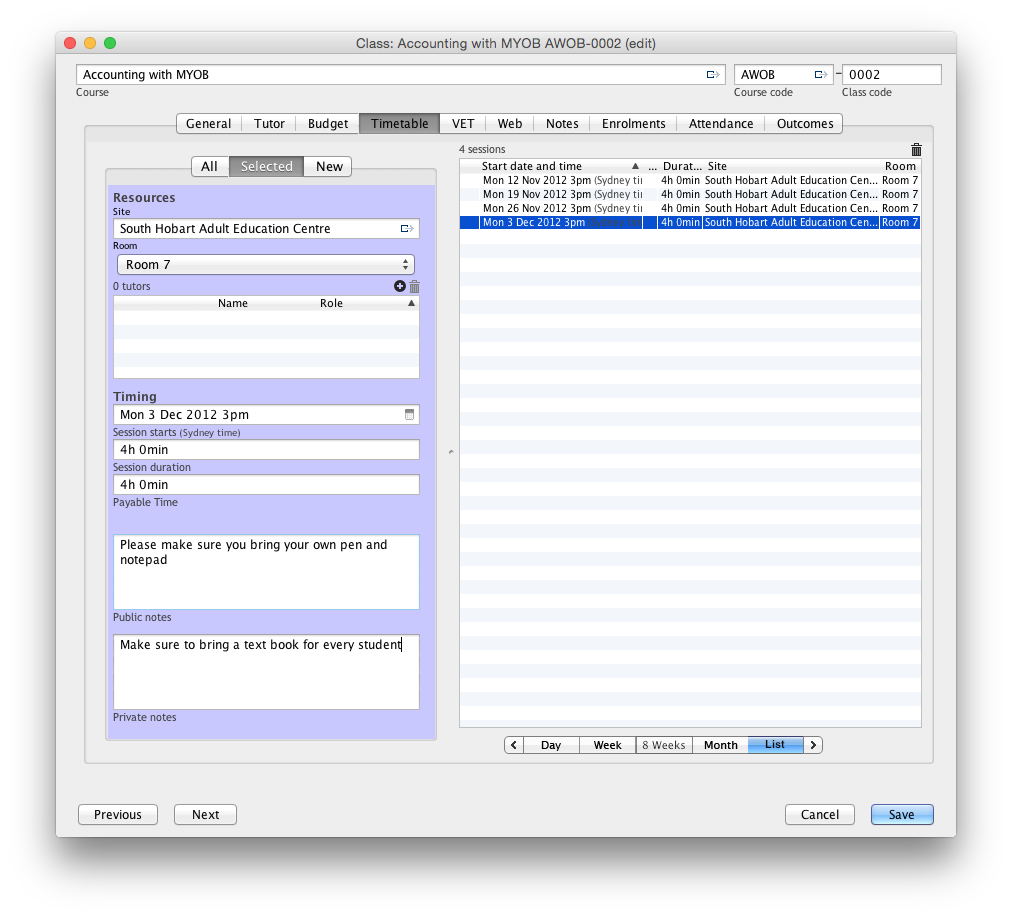 Class: Accounting with MYOB AWOB-0002 (edit)
Accounting with MYOB AWOB - 0002
Course Course code Class code
General Tutor Budget Timetable VET Web Notes Enrolments Attendance Outcomes
All Selected New
Resources
Site
South Hobart Adult Education Centre
Room
Room 7
0 tutors
Name Role
Timing
Mon 3 Dec 2012 3pm
Session starts (Sydney time)
4h 0min
Session duration
4h 0min
Payable Time
Please make sure you bring your own pen and
notepad
Public notes
Make sure to bring a text book for every student
Private notes
4 sessions
Start date and time ... Durat... Site Room
Mon 12 Nov 2012 3pm (Sydney tir 4h 0min South Hobart Adult Education Cen... Room 7
Mon 19 Nov 2012 3pm (Sydney tir 4h 0min South Hobart Adult Education Cen... Room 7
Mon 26 Nov 2012 3pm (Sydney tir 4h 0min South Hobart Adult Education Cen... Room 7
Mon 3 Dec 2012 3pm 4h 0min South Hobart Adult Education Cen... Room 7
< Day Week 8 Weeks Month List >
Previous Next Cancel Save